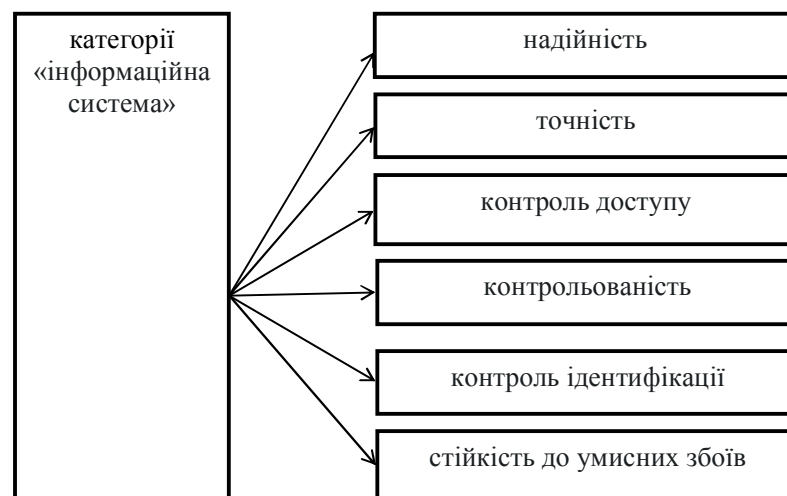 категорії
«інформаційна
система»
надійність
точність
контроль доступу
контрольованість
контроль ідентифікації
стійкість до умисних збоїв